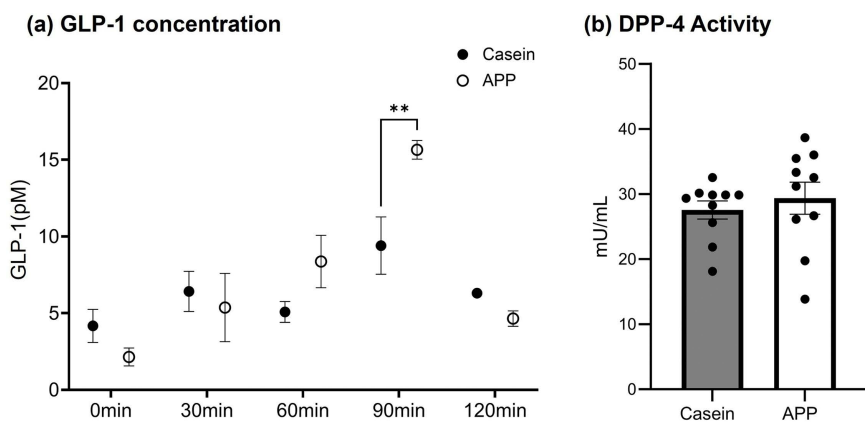 (a) GLP-1 concentration
Casein
APP
GLP-1(pM)
20
15
10
5
0
**
0min
30min
60min
90min
120min
(b) DPP-4 Activity
mU/mL
50
40
30
20
10
0
Casein
APP